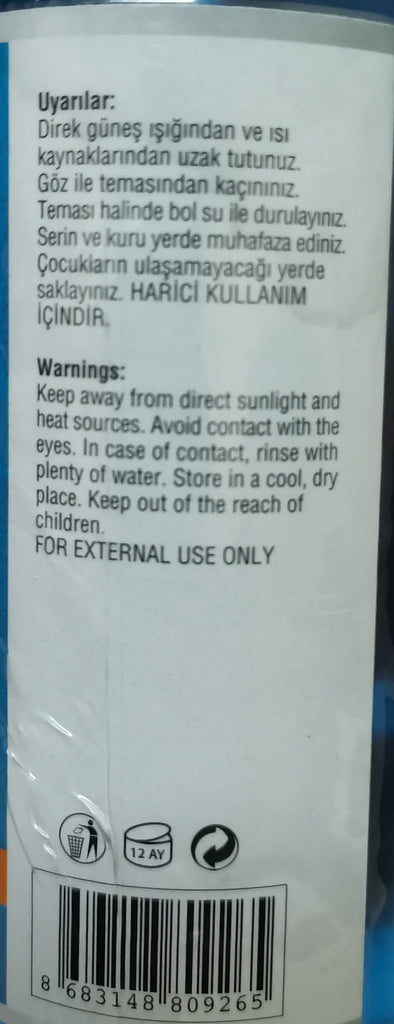 Uyarılar:
Direk güneş ışığından ve ısı
kaynaklarından uzak tutunuz.
Göz ile temasından kaçınınız.
Teması halinde bol su ile durulayınız.
Serin ve kuru yerde muhafaza ediniz.
Çocukların ulaşamayacağı yerde
saklayınız. HARİCİ KULLANIM
İÇİNDİR.
Warnings:
Keep away from direct sunlight and
heat sources. Avoid contact with the
eyes. In case of contact, rinse with
plenty of water. Store in a cool, dry
place. Keep out of the reach of
children.
FOR EXTERNAL USE ONLY
12 AY
8 683148 809265